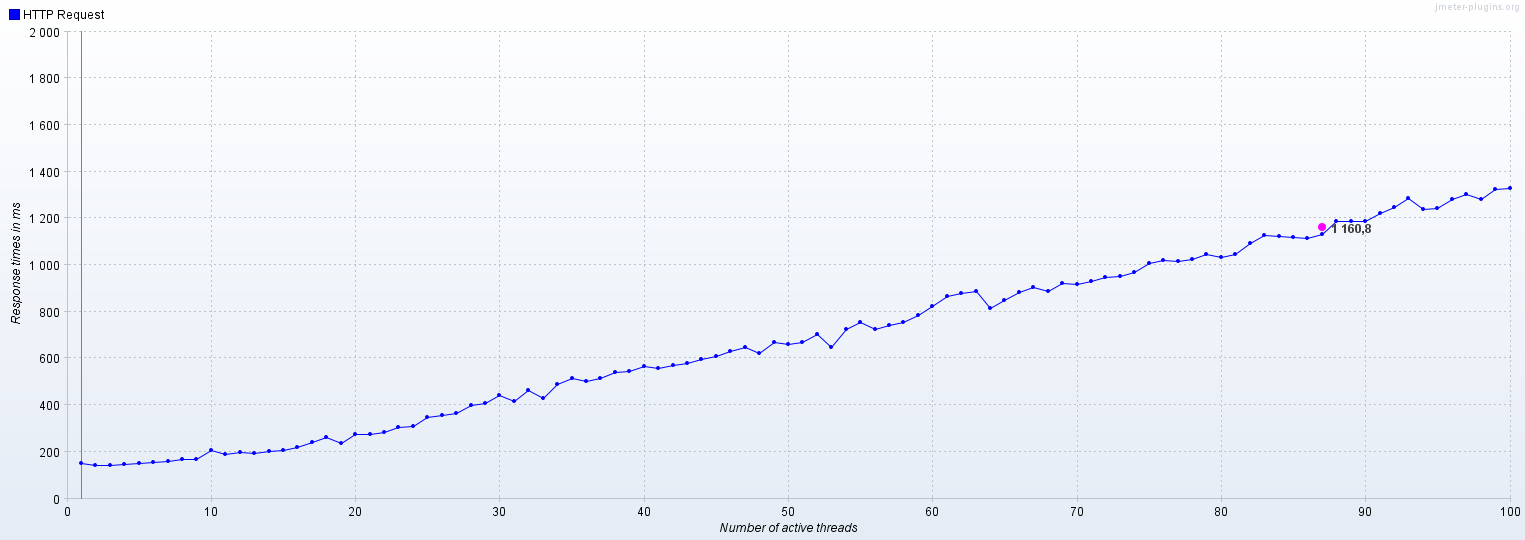 jmeter-plugins.org
HTTP Request
2 000
1 800
1 600
1 400
1 200
1 000
800
600
400
200
0
Response times in ms
1 160,8
0 10 20 30 40 50 60 70 80 90 100
Number of active threads